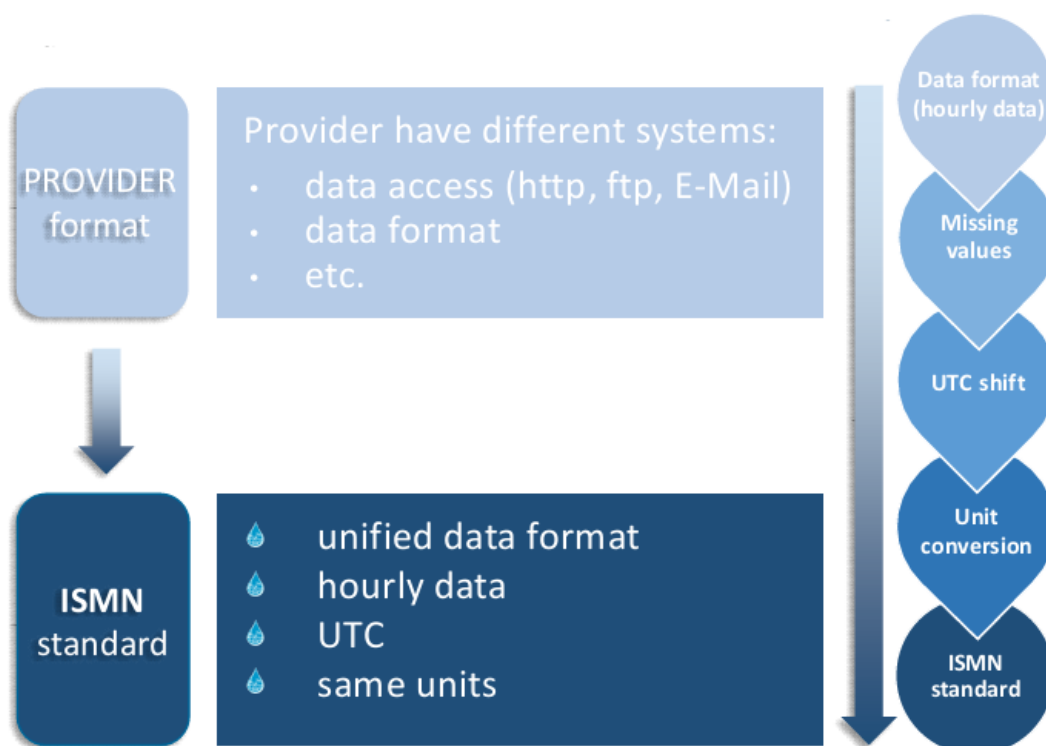 PROVIDER
format
Provider have different systems:
· data access (http, ftp, E-Mail)
· data format
· etc.
ISMN
standard
unified data format
hourly data
UTC
same units
Data format
(hourly data)
Missing
values
UTC shift
Unit
conversion
ISMN
standard